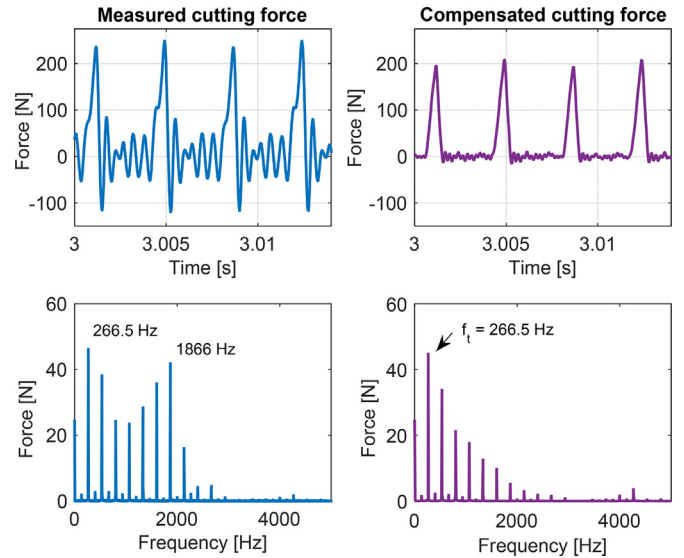 Measured cutting force
Compensated cutting force
Force [N]
200
100
0
-100
3
3.005
3.01
Time [s]
Force [N]
200
100
0
-100
3
3.005
3.01
Time [s]
Force [N]
60
40
20
0
266.5 Hz
1866 Hz
0
2000
4000
Frequency [Hz]
Force [N]
60
40
20
0
f_t = 266.5 Hz
0
2000
4000
Frequency [Hz]